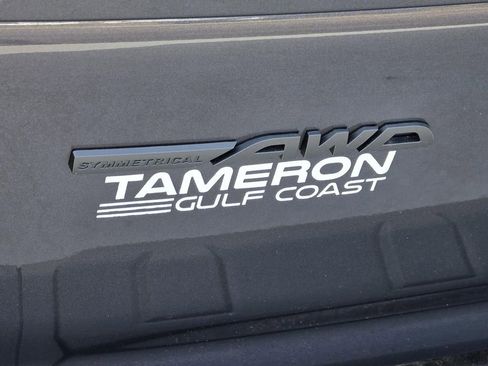 SYMMETRICAL AWD
TAMERON
GULF COAST